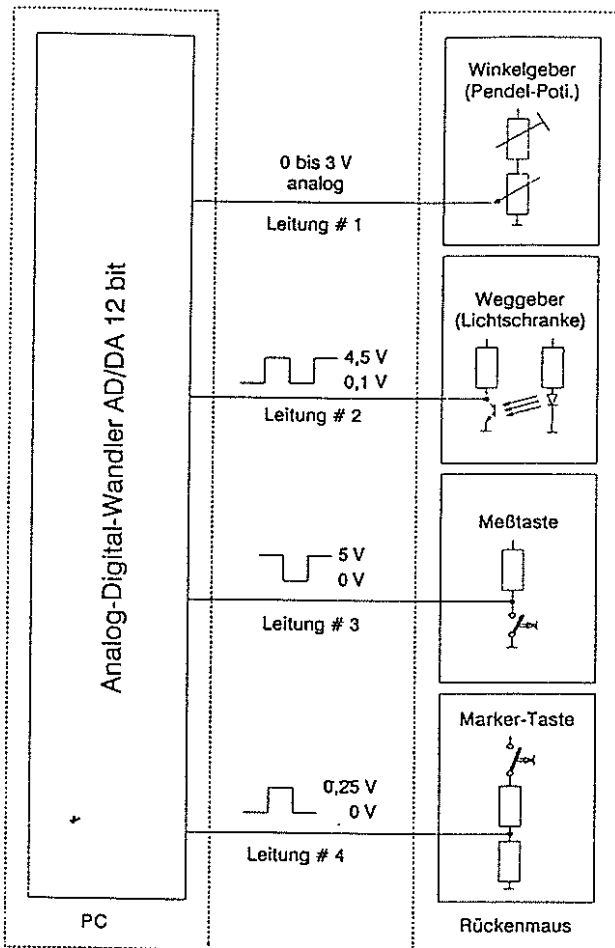 Winkelgeber
(Pendel-Poti.)
0 bis 3 V
analog
Leitung # 1
Analog-Digital-Wandler AD/DA 12 bit
Weggeber
(Lichtschranke)
4,5 V
0,1 V
Leitung # 2
Meßtaste
5 V
0 V
Leitung # 3
Marker-Taste
0,25 V
0 V
Leitung # 4
PC
Rückenmaus